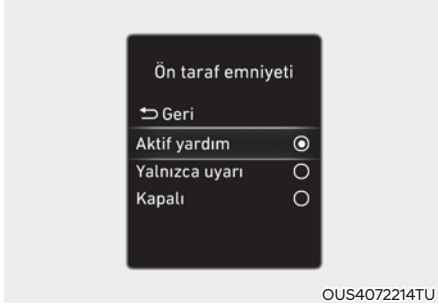 Ön taraf emniyeti
Geri
Aktif yardım
Yalnızca uyarı
Kapalı
OUS4072214TU